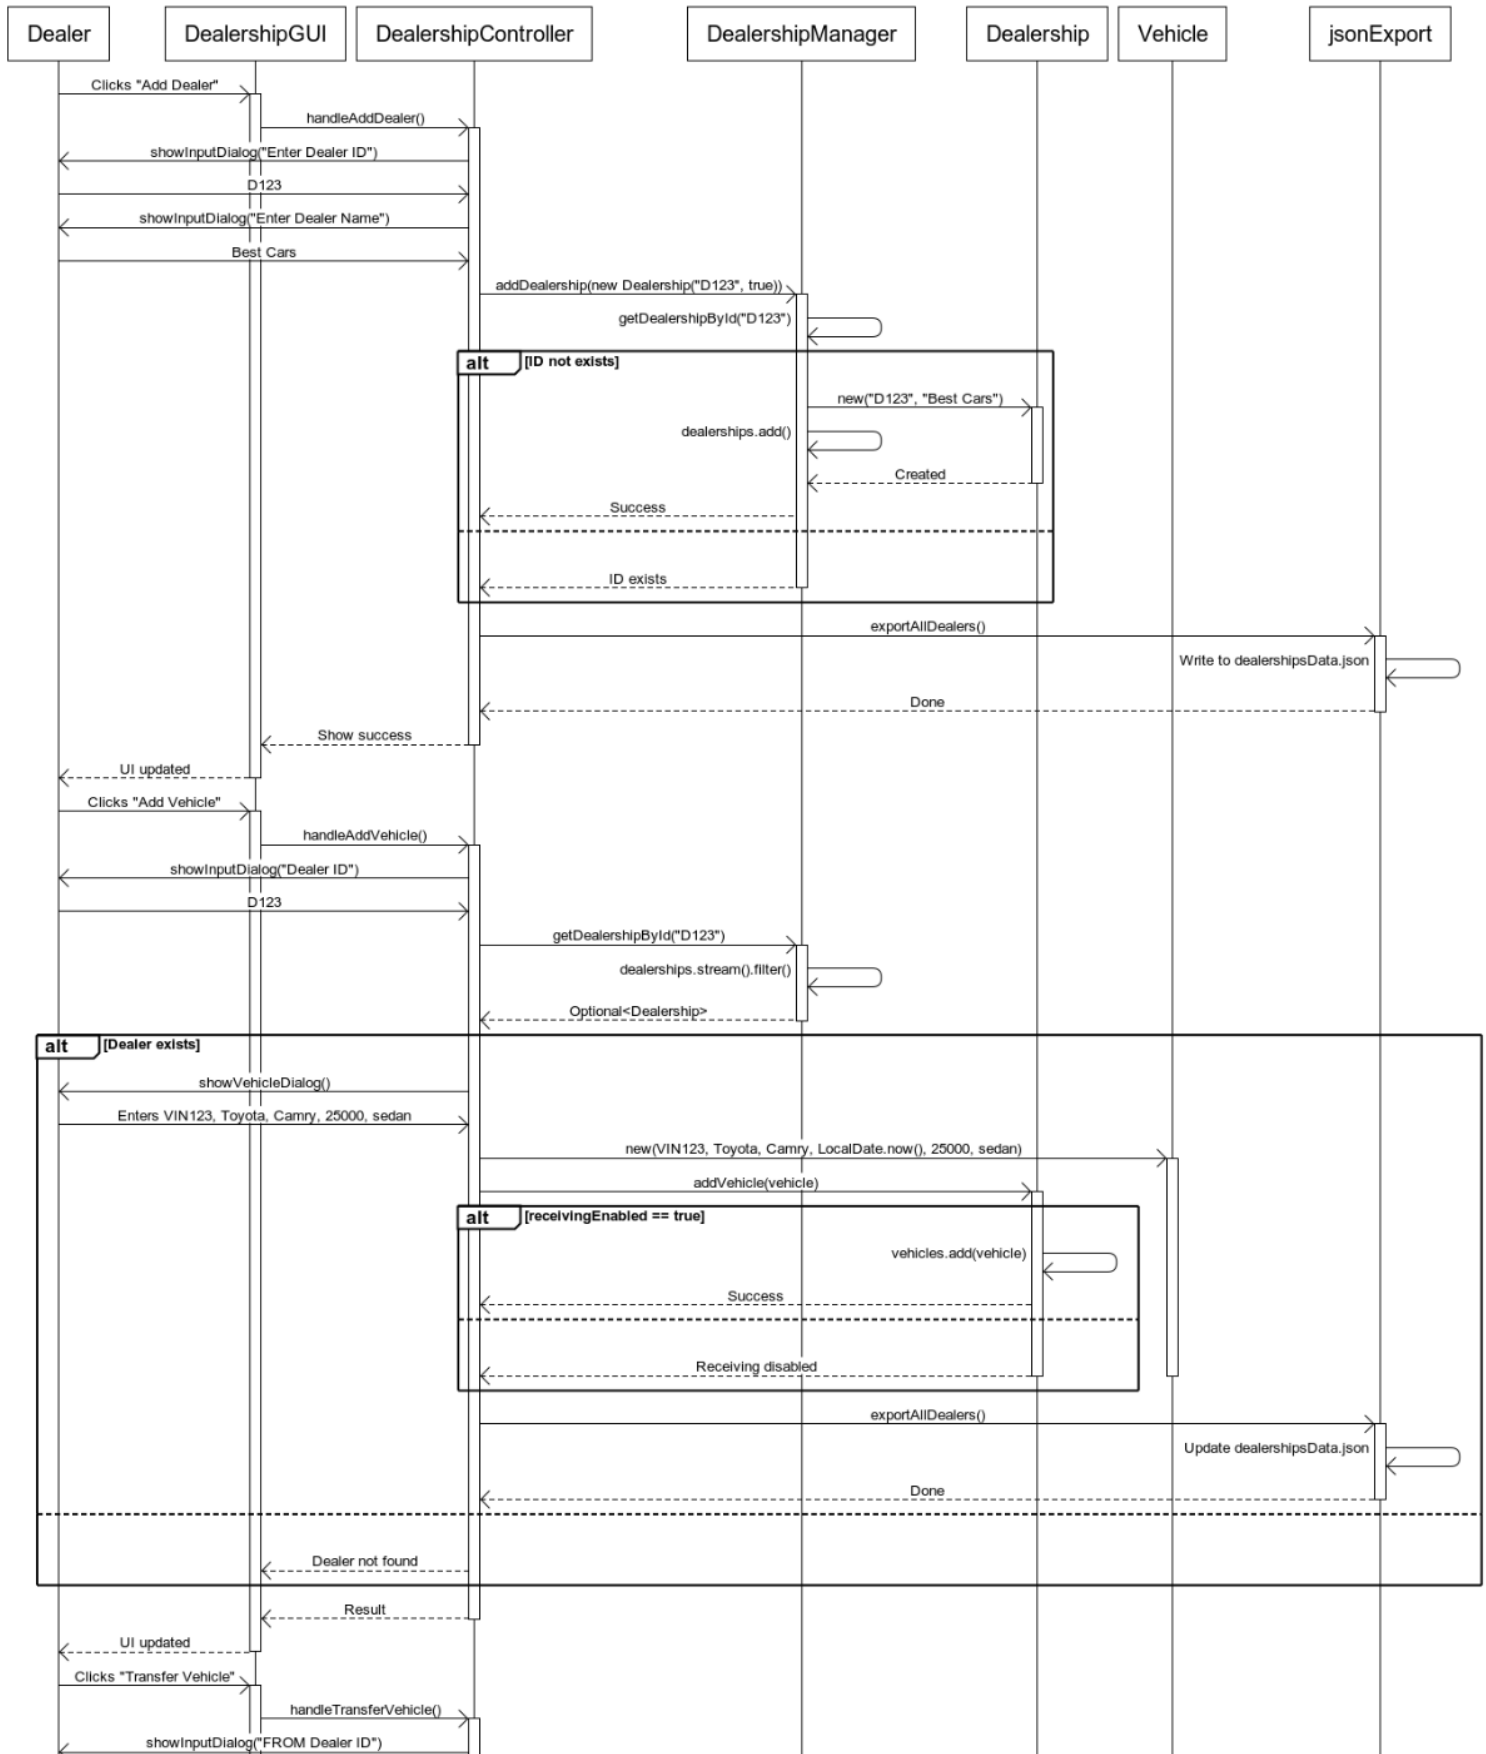 Dealer
DealershipGUI
DealershipController
DealershipManager
Dealership
Vehicle
jsonExport
Clicks "Add Dealer"
handleAddDealer()
showInputDialog("Enter Dealer ID")
D123
showInputDialog("Enter Dealer Name")
Best Cars
addDealership(new Dealership("D123", true))
getDealershipById("D123")
alt
[ID not exists]
new("D123", "Best Cars")
dealerships.add()
Created
Success
ID exists
exportAllDealers()
Write to dealershipsData.json
Done
Show success
UI updated
Clicks "Add Vehicle"
handleAddVehicle()
showInputDialog("Dealer ID")
D123
getDealershipById("D123")
dealerships.stream().filter()
Optional<Dealership>
alt
[Dealer exists]
showVehicleDialog()
Enters VIN123, Toyota, Camry, 25000, sedan
new(VIN123, Toyota, Camry, LocalDate.now(), 25000, sedan)
addVehicle(vehicle)
alt
[receivingEnabled == true]
vehicles.add(vehicle)
Success
Receiving disabled
exportAllDealers()
Update dealershipsData.json
Done
Dealer not found
Result
UI updated
Clicks "Transfer Vehicle"
handleTransferVehicle()
showInputDialog("FROM Dealer ID")